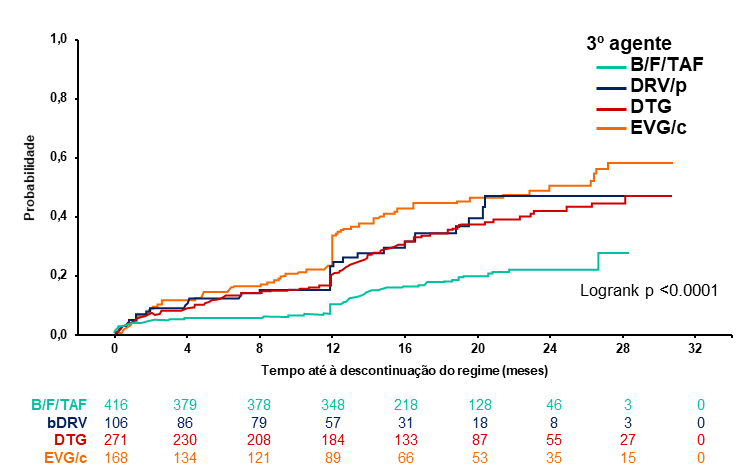 3º agente
B/F/TAF
DRV/p
DTG
EVG/c
1,0
0,8
0,6
0,4
0,2
0,0
Probabilidade
Logrank p <0.0001
0 4 8 12 16 20 24 28 32
Tempo até à descontinuação do regime (meses)
B/F/TAF 416 379 378 348 218 128 46 3 0
bDRV 106 86 79 57 31 18 8 3 0
DTG 271 230 208 184 133 87 55 27 0
EVG/c 168 134 121 89 66 53 35 15 0